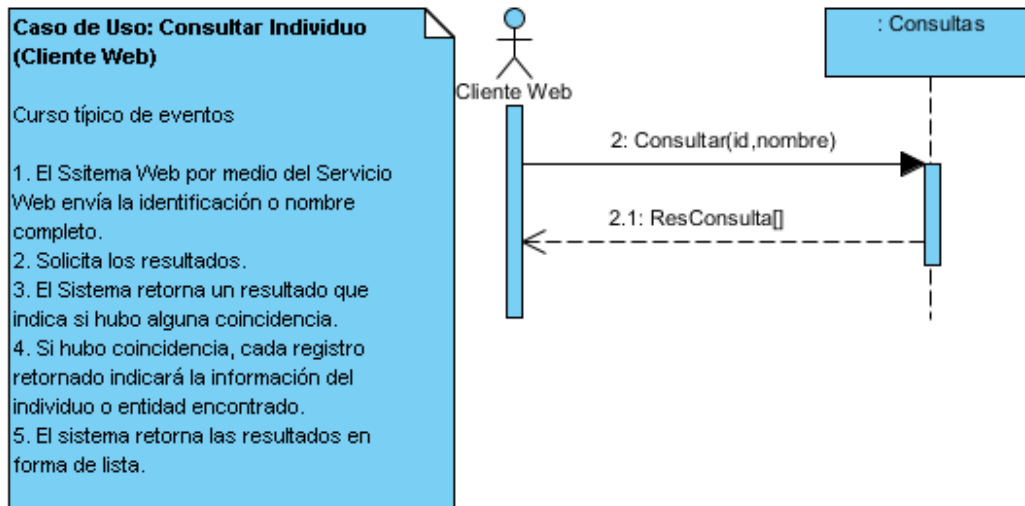 Caso de Uso: Consultar Individuo
(Cliente Web)
Curso típico de eventos
1. El Ssitema Web por medio del Servicio
Web envía la identificación o nombre
completo.
2. Solicita los resultados.
3. El Sistema retorna un resultado que
indica si hubo alguna coincidencia.
4. Si hubo coincidencia, cada registro
retornado indicará la información del
individuo o entidad encontrado.
5. El sistema retorna las resultados en
forma de lista.
Cliente Web
: Consultas
2: Consultar(id,nombre)
2.1: ResConsulta[]